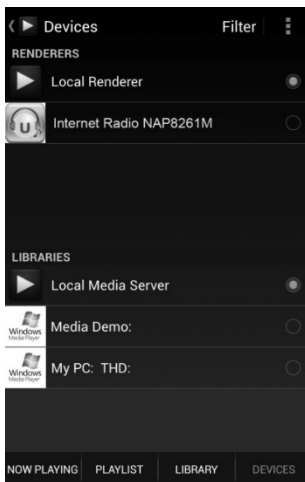 Devices Filter
RENDERERS
Local Renderer
U
Internet Radio NAP8261M
LIBRARIES
Local Media Server
Windows
Media Player
Media Demo:
Windows
Media Player
My PC: THD:
NOW PLAYING PLAYLIST LIBRARY DEVICES